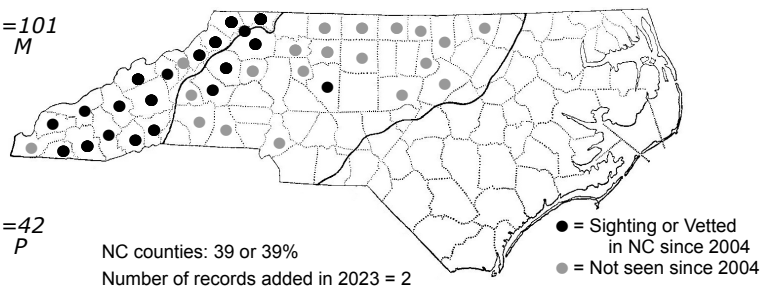 =101
M
=42
P
NC counties: 39 or 39%
Number of records added in 2023 = 2
= Sighting or Vetted
in NC since 2004
= Not seen since 2004